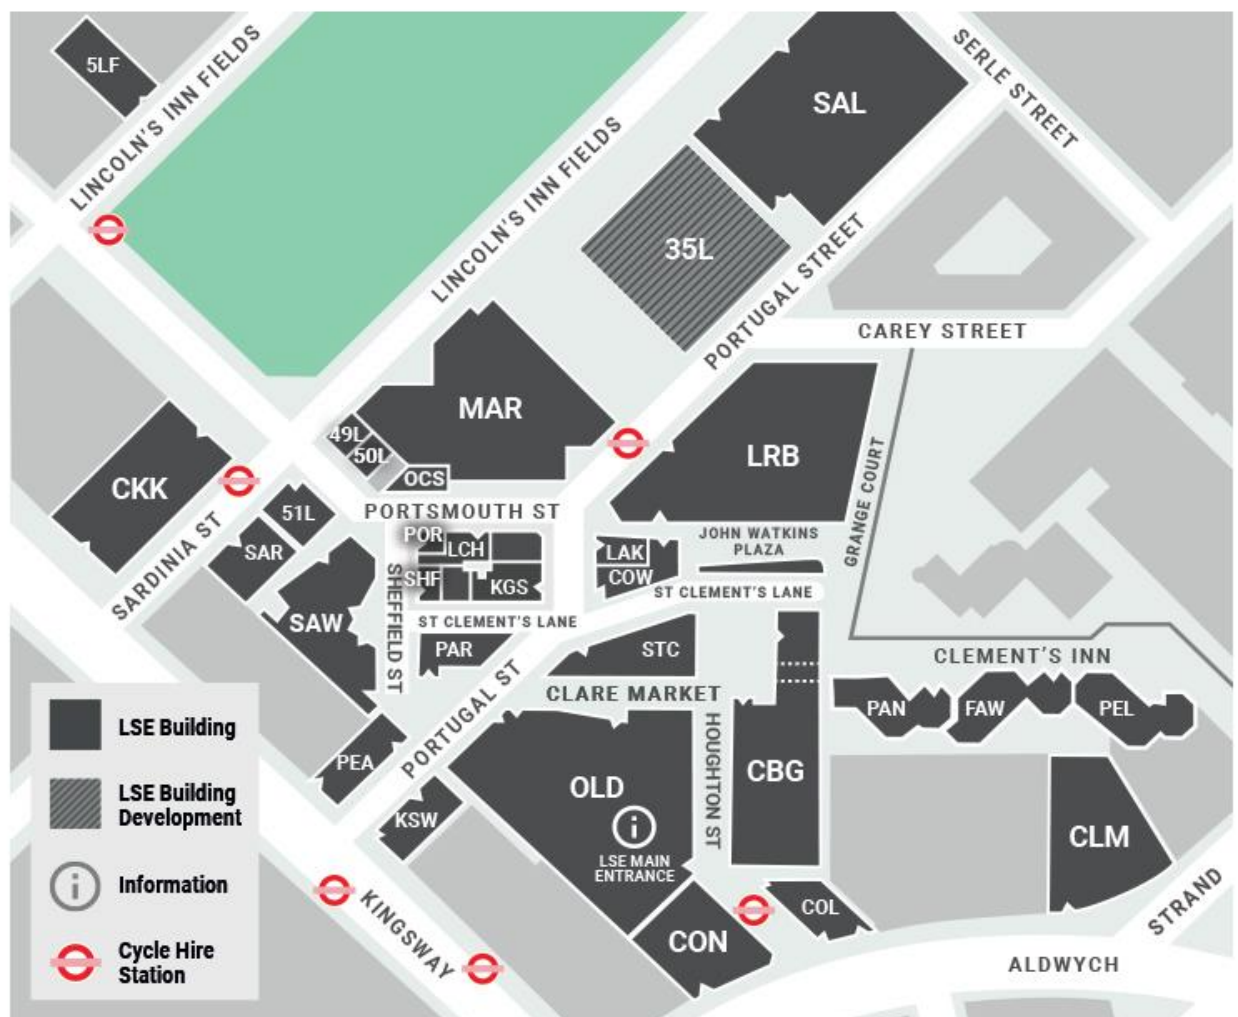 5LF
LINCOLN'S INN FIELDS
LINCOLN'S INN FIELDS
SAL
SERLE STREET
35L
PORTUGAL STREET
CAREY STREET
MAR
49L
50L
OCS
LRB
GRANGE COURT
CKK
SARDINIA ST
51L
SAR
SAW
PORTSMOUTH ST
POR
LCH
SHF
KGS
SHEFFIELD ST
LAK
COW
JOHN WATKINS
PLAZA
ST CLEMENT'S LANE
ST CLEMENT'S LANE
PAR
STC
CLARE MARKET
PORTUGAL ST
CLEMENT'S INN
PAN
FAW
PEL
PEA
KSW
OLD
LSE MAIN
ENTRANCE
HOUGHTON ST
CBG
CLM
COL
CON
KINGSWAY
ALDWYCH
STRAND
LSE Building
LSE Building
Development
Information
Cycle Hire
Station